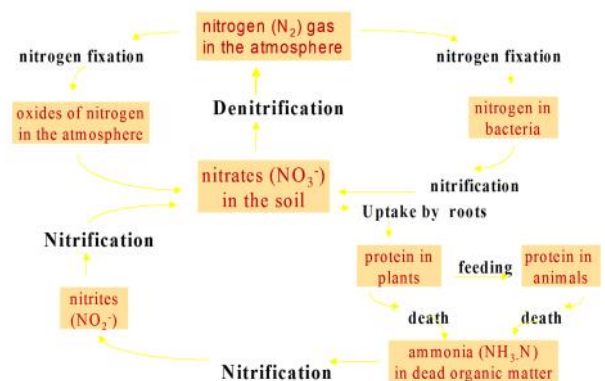 nitrogen (N₂) gas
in the atmosphere
nitrogen fixation
nitrogen fixation
oxides of nitrogen
in the atmosphere
Denitrification
nitrogen in
bacteria
nitrates (NO₃⁻)
in the soil
nitrification
Uptake by roots
Nitrification
protein in
plants
feeding
protein in
animals
nitrites
(NO₂⁻)
death
death
Nitrification
ammonia (NH₃,N)
in dead organic matter